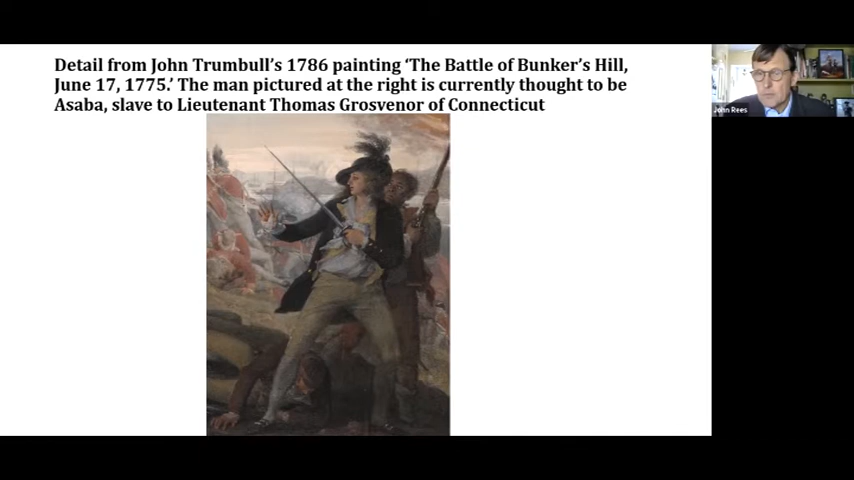 Detail from John Trumbull's 1786 painting 'The Battle of Bunker's Hill,
June 17, 1775.' The man pictured at the right is currently thought to be
Asaba, slave to Lieutenant Thomas Grosvenor of Connecticut
John Rees